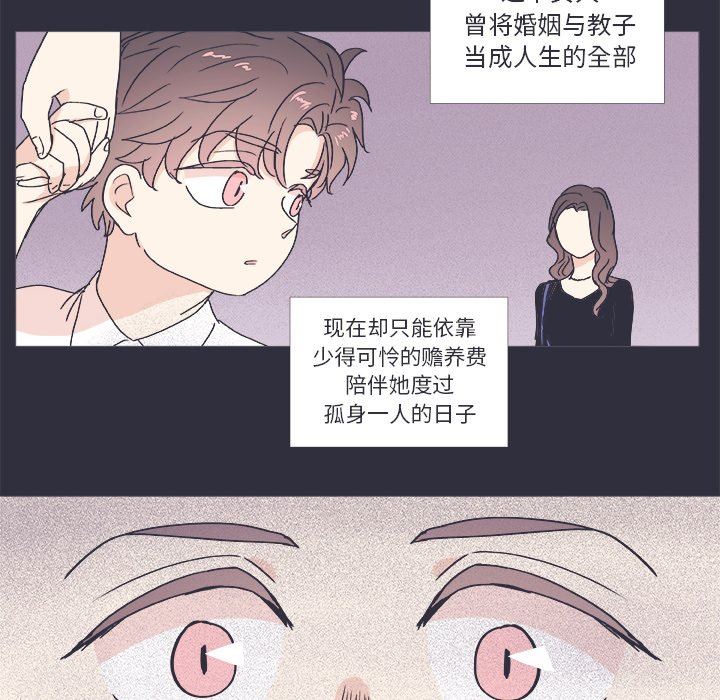 曾将婚姻与教子
当成人生的全部
现在却只能依靠
少得可怜的赡养费
陪伴她度过
孤身一人的日子